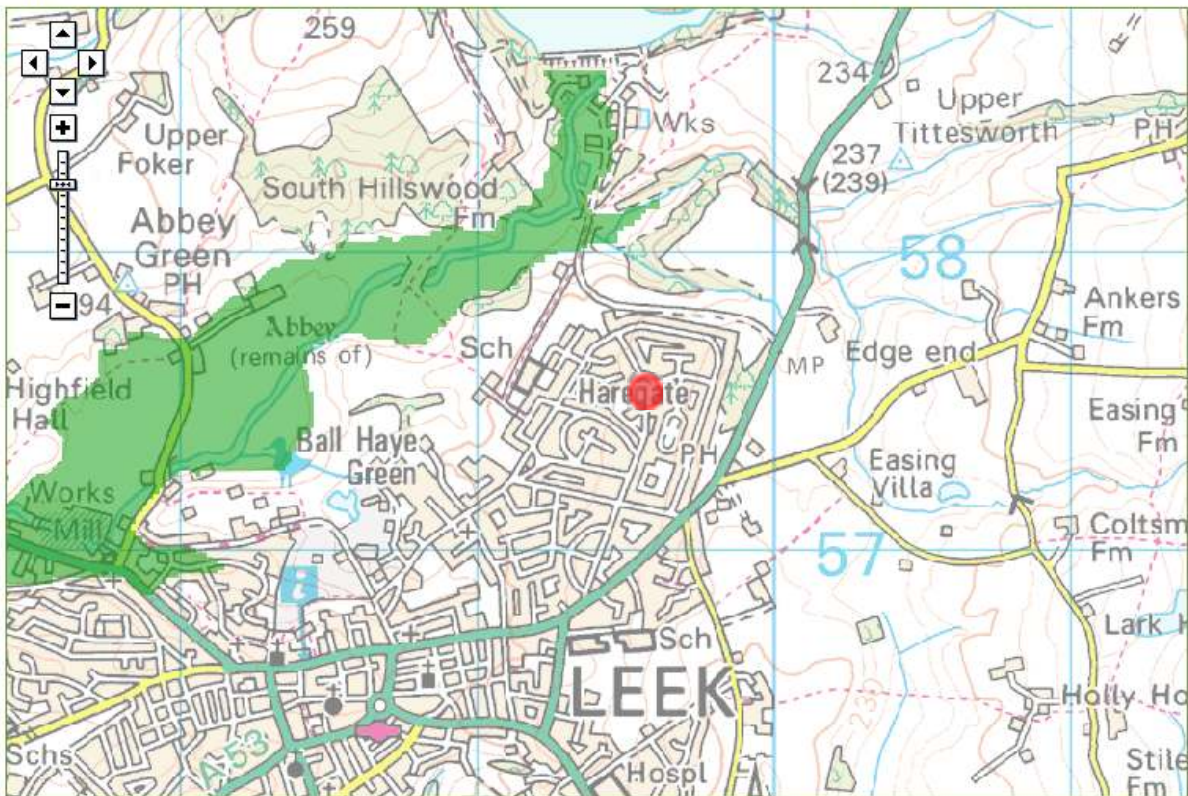 259
234
Upper
Tittesworth
PH
Wks
Upper
Foker
237
(239)
South Hillswood
Fm
Abbey
Green
PH
58
94
Ankers
Fm
Abbey
(remains of)
Sch
Edge end
MP
Highfield
Hall
Haregate
Easing
Fm
Ball Haye
Green
PH
Easing
Villa
Works
Mill
Coltsm
Fm
57
i
Sch
Lark H
LEEK
Holly Ho
Schs
A 53
Hospl
Stile
Fm